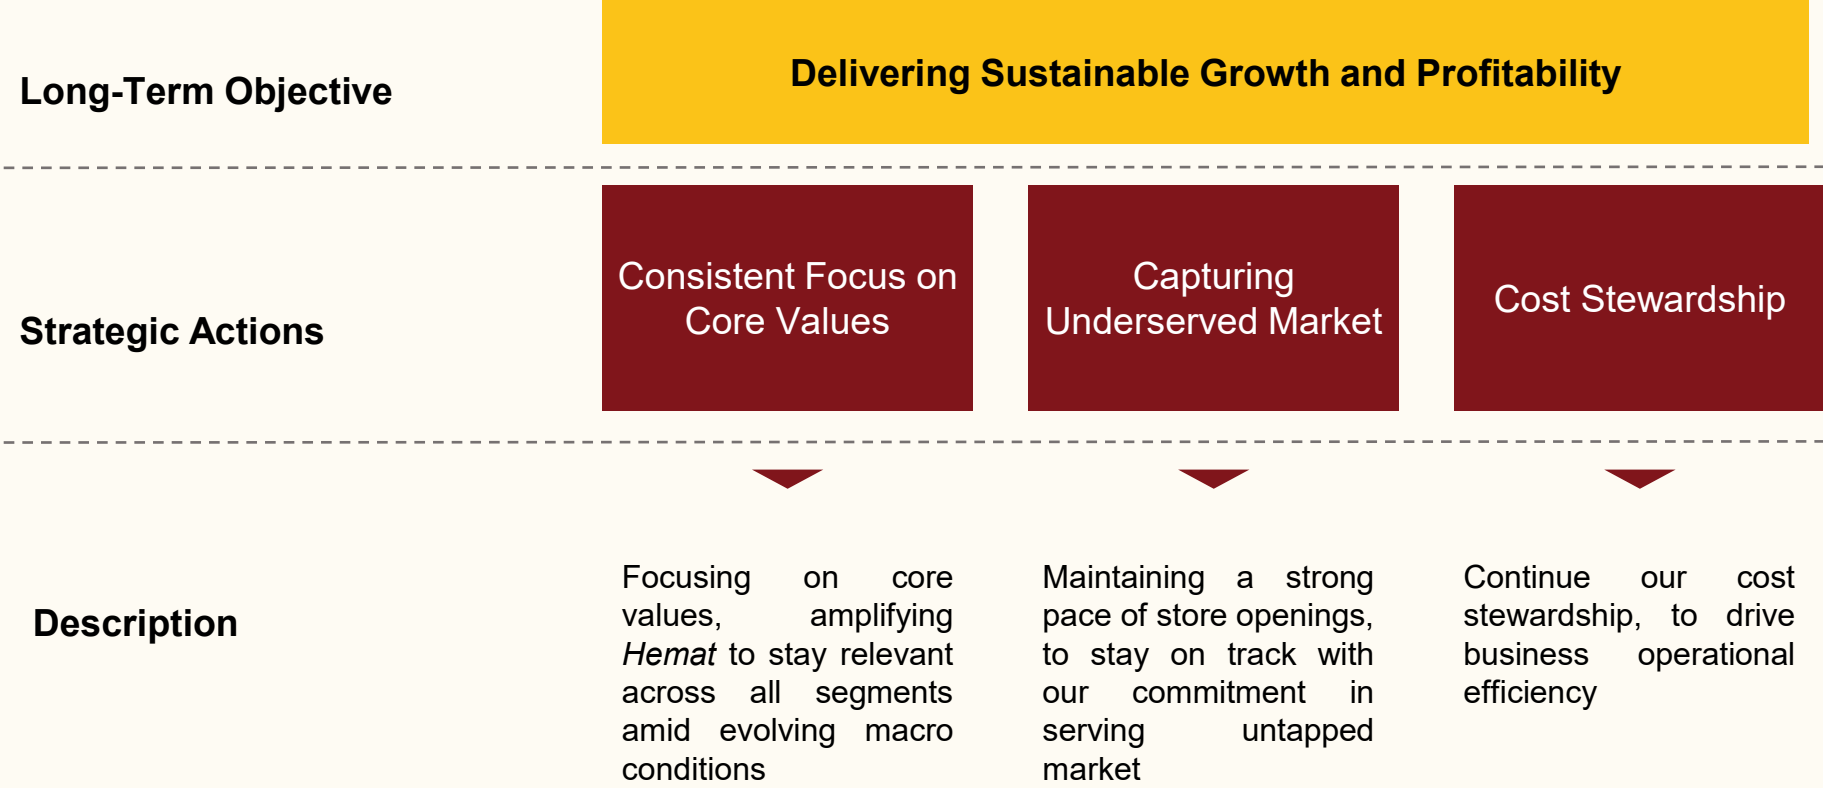 Long-Term Objective
Delivering Sustainable Growth and Profitability
Strategic Actions
Consistent Focus on
Core Values
Capturing
Underserved Market
Cost Stewardship
Description
Focusing on core
values, amplifying
Hemat to stay relevant
across all segments
amid evolving macro
conditions
Maintaining a strong
pace of store openings,
to stay on track with
our commitment in
serving untapped
market
Continue our cost
stewardship, to drive
business operational
efficiency